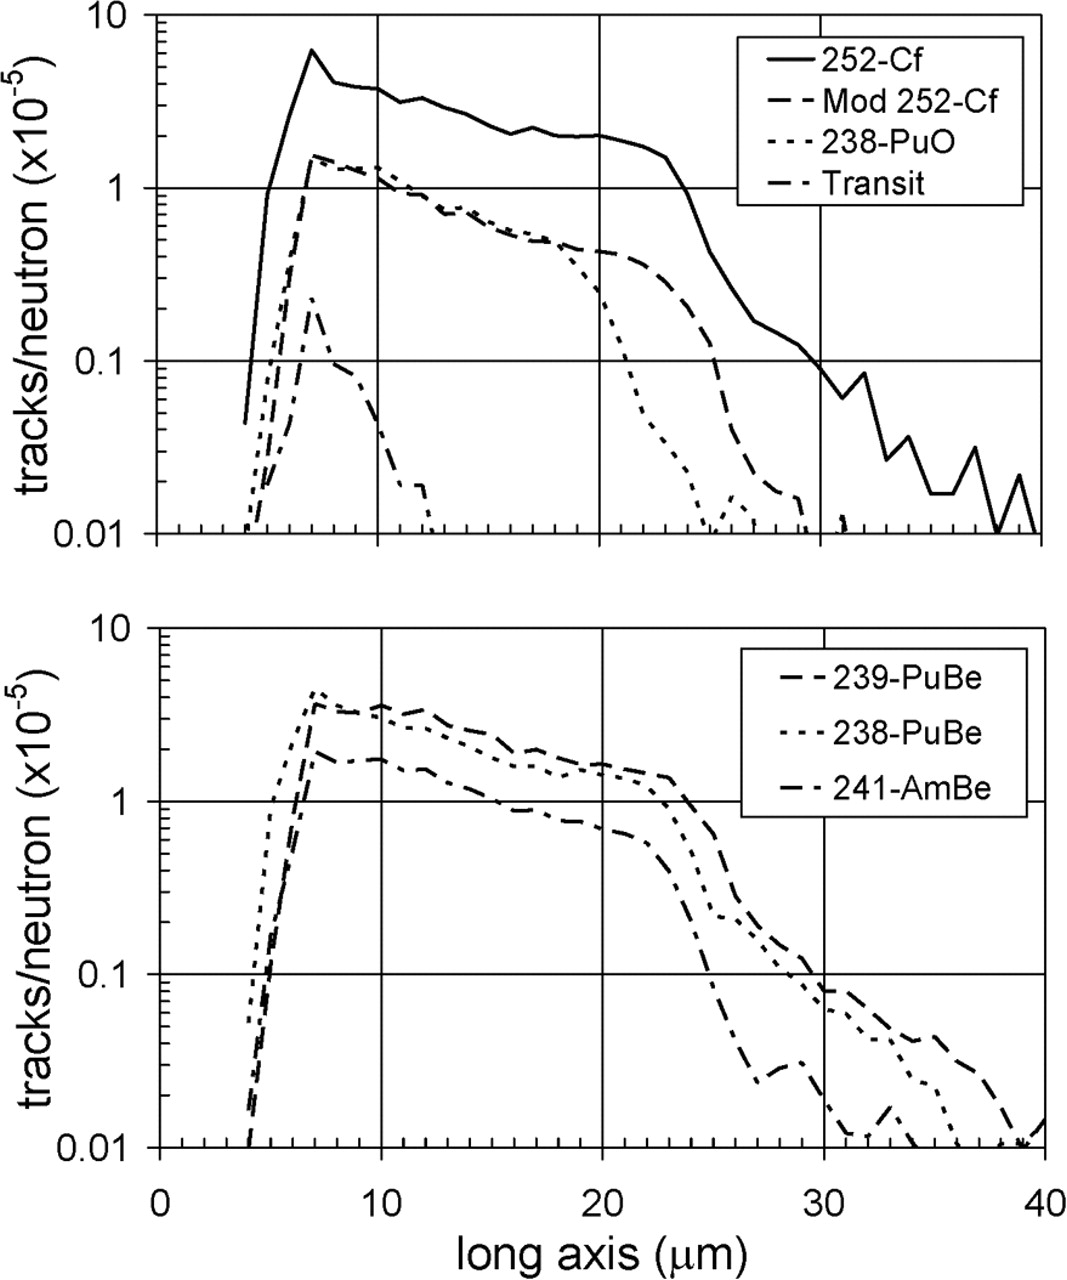 10
1
0.1
0.01
tracks/neutron (x10⁻⁵)
252-Cf
Mod 252-Cf
238-PuO
Transit
10
1
0.1
0.01
tracks/neutron (x10⁻⁵)
239-PuBe
238-PuBe
241-AmBe
0 10 20 30 40
long axis (μm)